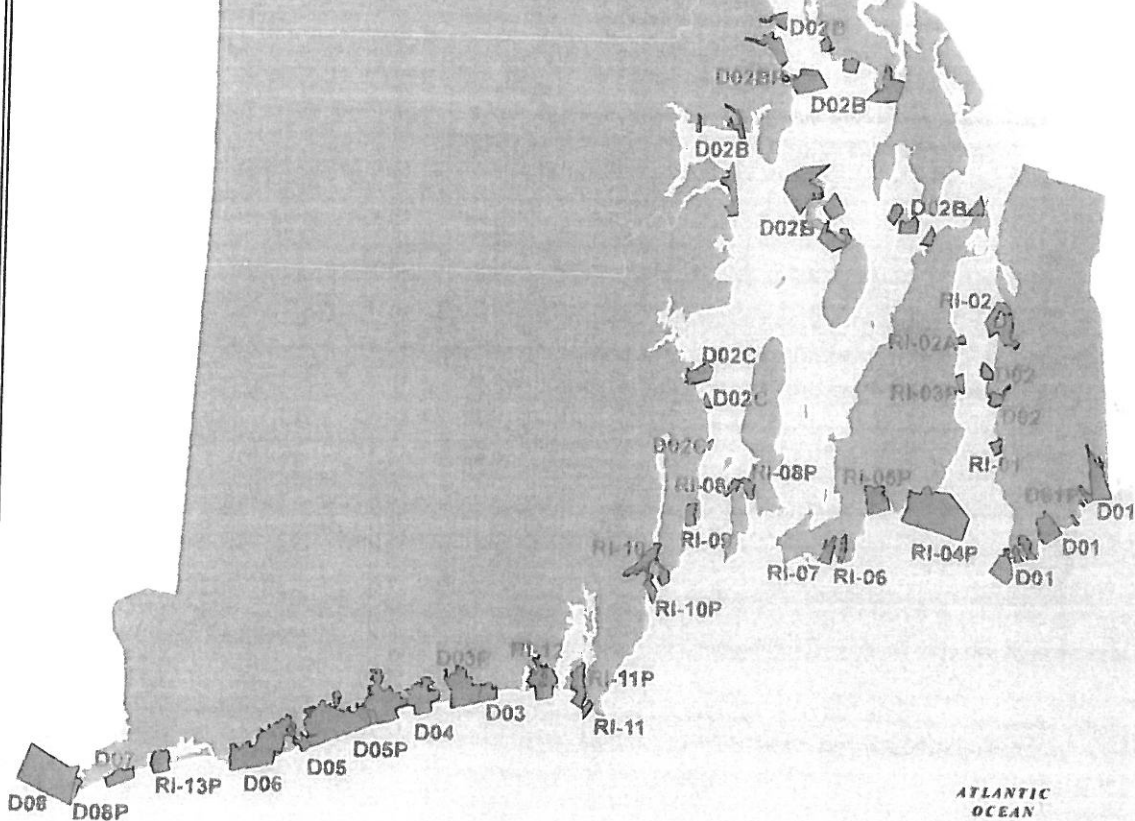 D02B
D02BP
D02B
D02B
D02B
D02B
RI-02
RI-02A
D02C
D02
RI-03P
D02C
D02
D02C
RI-01
RI-08P
RI-08
RI-05P
D01P
D01
RI-09
RI-10
RI-07
RI-06
RI-04P
D01
D01
RI-10P
D03P
RI-12
RI-11P
D03
RI-11
D04
D05P
D05
D07
RI-13P
D06
D08
D08P
ATLANTIC
OCEAN